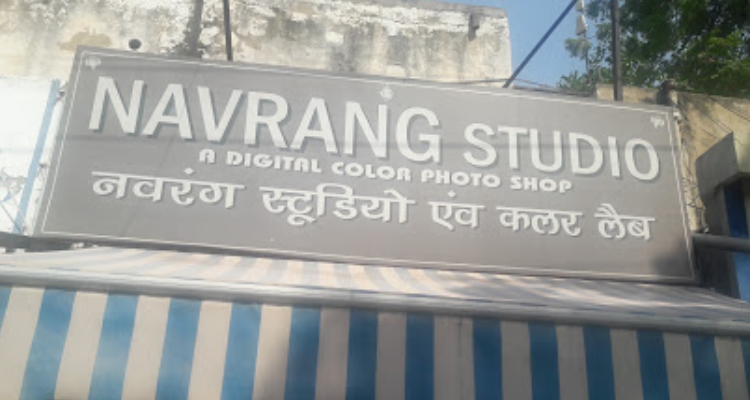 NAVRANG STUDIO
A DIGITAL COLOR PHOTO SHOP
नवरंग स्टूडियो एंव कलर लैब